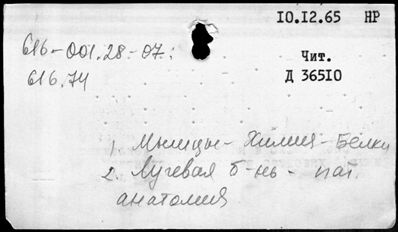 10.12.65 НР
616-001.28-07:
616.74
Чит.
Д 36510
1. Мышцы - Химия - Белки
2. Лучевая б-нь - пат.
анатомия